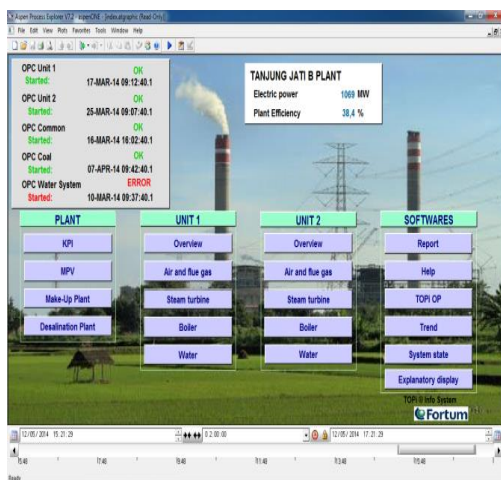 Aspen Process Explorer V7.2 - aspenONE - [index.atgraphic (Read-Only)]
File Edit View Plots Favorites Tools Window Help
OPC Unit 1 OK
Started: 17-MAR-14 09:12:40.1
OPC Unit 2 OK
Started: 25-MAR-14 09:07:40.1
OPC Common OK
Started: 16-MAR-14 16:02:40.1
OPC Coal OK
Started: 07-APR-14 09:42:40.1
OPC Water System ERROR
Started: 10-MAR-14 09:37:40.1
TANJUNG JATI B PLANT
Electric power 1069 MW
Plant Efficiency 38,4 %
PLANT
KPI
MPV
Make-Up Plant
Desalination Plant
UNIT 1
Overview
Air and flue gas
Steam turbine
Boiler
Water
UNIT 2
Overview
Air and flue gas
Steam turbine
Boiler
Water
SOFTWARES
Report
Help
TOPi OP
Trend
System state
Explanatory display
TOPi ® Info System
Fortum
12/05/2014 15:21:29 0 2:00:00 12/05/2014 17:21:29
Ready